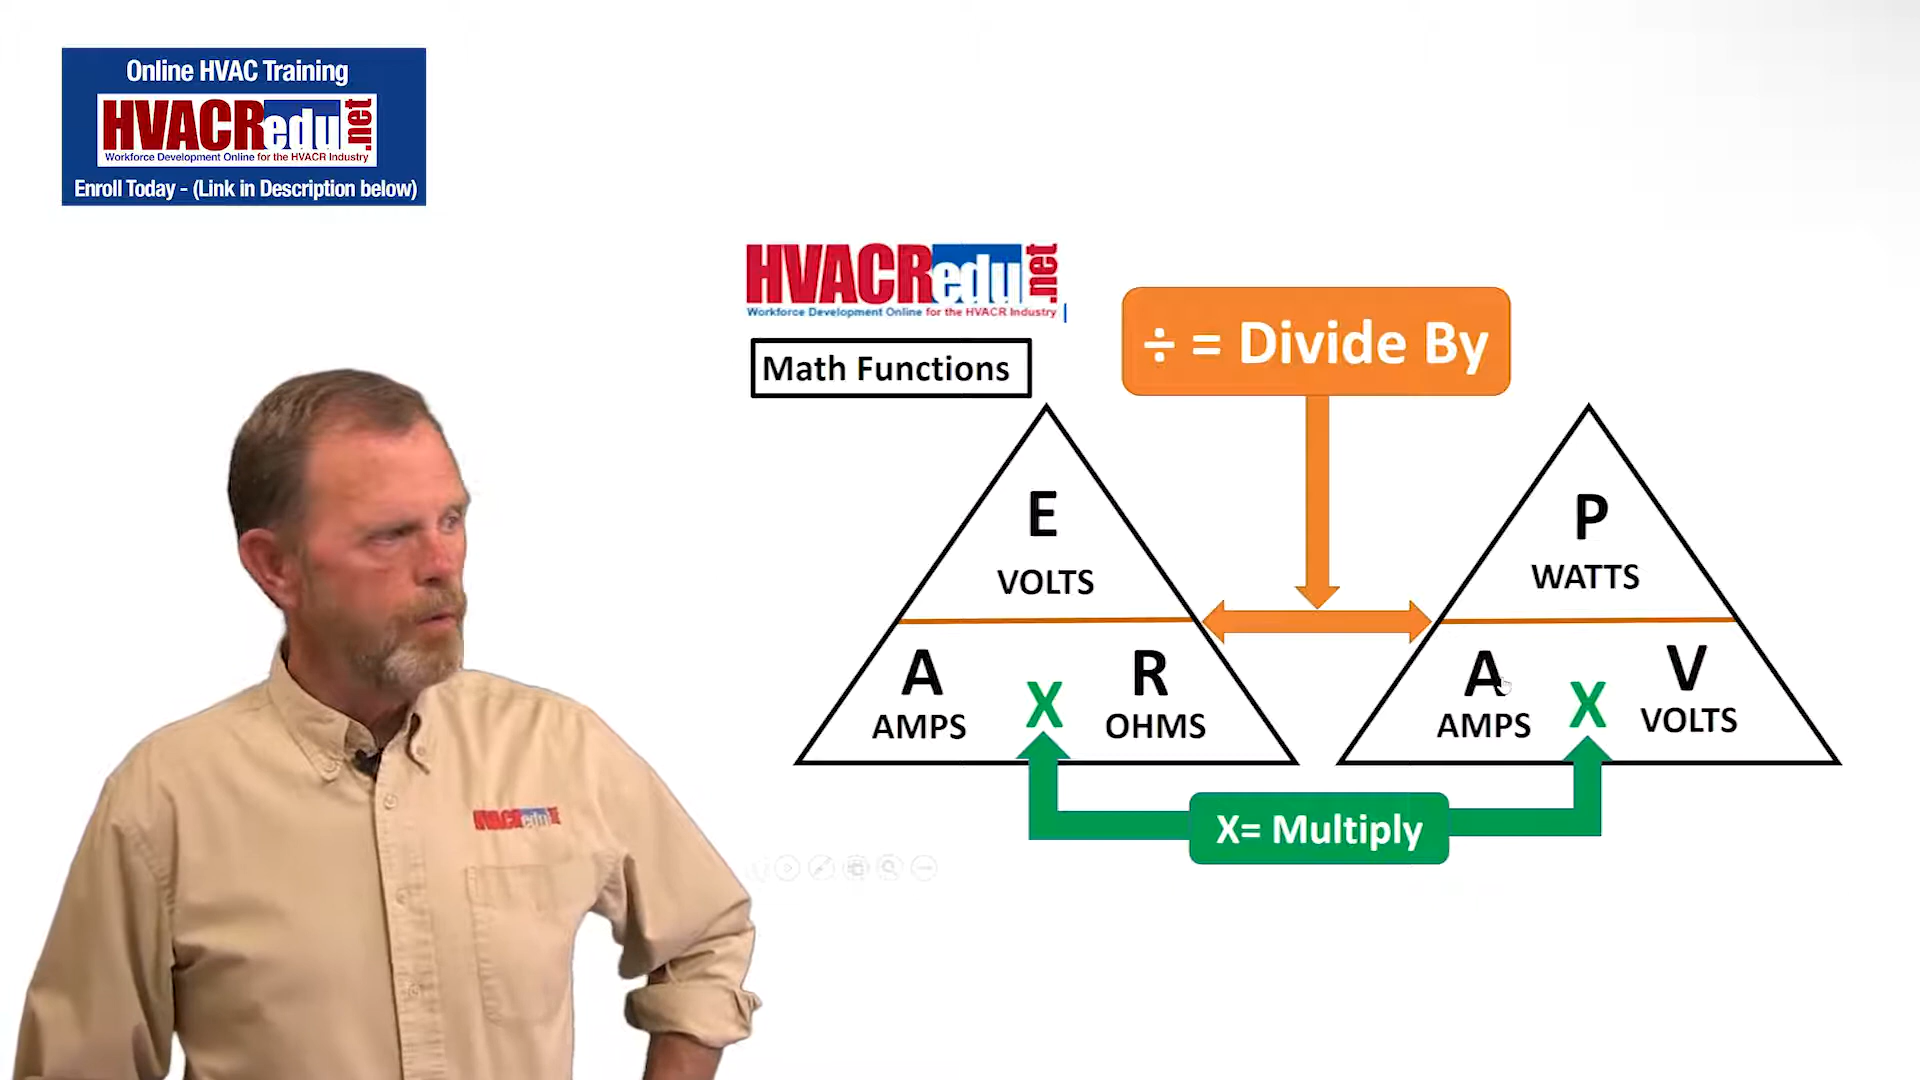 Online HVAC Training
HVACRedu.net
Workforce Development Online for the HVACR Industry
Enroll Today - (Link in Description below)
HVACRedu.net
Workforce Development Online for the HVACR Industry
Math Functions
÷ = Divide By
E
VOLTS
A X R
AMPS OHMS
P
WATTS
A X V
AMPS VOLTS
X= Multiply
HVACRedu.net